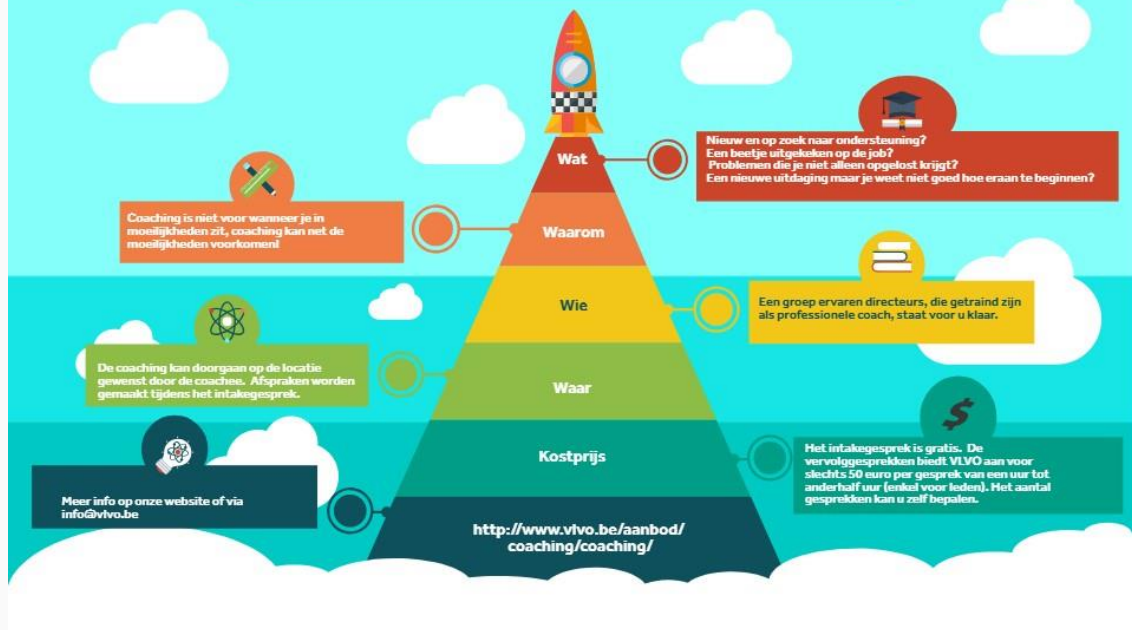 Wat
Nieuw en op zoek naar ondersteuning?
Een beetje uitgekeken op de job?
Problemen die je niet alleen opgelost krijgt?
Een nieuwe uitdaging maar je weet niet goed hoe eraan te beginnen?
Waarom
Coaching is niet voor wanneer je in
moeilijkheden zit, coaching kan net de
moeilijkheden voorkomen!
Wie
Een groep ervaren directeurs, die getraind zijn
als professionele coach, staat voor u klaar.
Waar
De coaching kan doorgaan op de locatie
gewenst door de coachee. Afspraken worden
gemaakt tijdens het intakegesprek.
Kostprijs
Het intakegesprek is gratis. De
vervolggesprekken biedt VLVO aan voor
slechts 50 euro per gesprek van een uur tot
anderhalf uur (enkel voor leden). Het aantal
gesprekken kan u zelf bepalen.
Meer info op onze website of via
info@vlvo.be
http://www.vlvo.be/aanbod/
coaching/coaching/